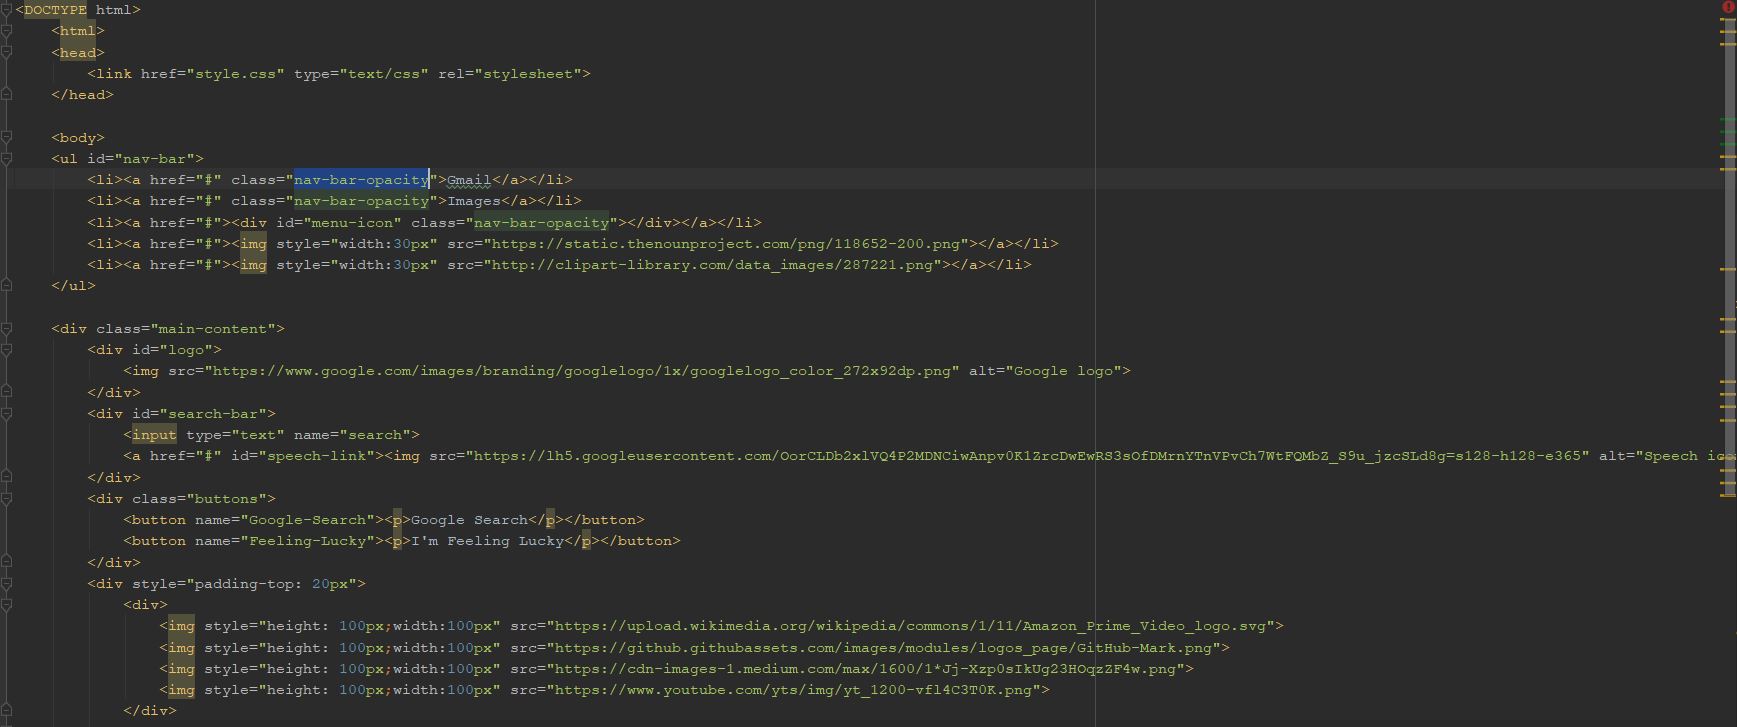 <DOCTYPE html>
<html>
<head>
<link href="style.css" type="text/css" rel="stylesheet">
</head>
<body>
<ul id="nav-bar">
<li><a href="#" class="nav-bar-opacity">Gmail</a></li>
<li><a href="#" class="nav-bar-opacity">Images</a></li>
<li><a href="#"><div id="menu-icon" class="nav-bar-opacity"></div></a></li>
<li><a href="#"><img style="width:30px" src="https://static.thenounproject.com/png/118652-200.png"></a></li>
<li><a href="#"><img style="width:30px" src="http://clipart-library.com/data_images/287221.png"></a></li>
</ul>
<div class="main-content">
<div id="logo">
<img src="https://www.google.com/images/branding/googlelogo/1x/googlelogo_color_272x92dp.png" alt="Google logo">
</div>
<div id="search-bar">
<input type="text" name="search">
<a href="#" id="speech-link"><img src="https://lh5.googleusercontent.com/OorCLDb2xlVQ4P2MDNCiwAnpv0K1ZrcDwEwRS3sOfDMrnYTnVPvCh7WtFQMbZ_S9u_jzcSLd8g=s128-h128-e365" alt="Speech ico
</div>
<div class="buttons">
<button name="Google-Search"><p>Google Search</p></button>
<button name="Feeling-Lucky"><p>I'm Feeling Lucky</p></button>
</div>
<div style="padding-top: 20px">
<div>
<img style="height: 100px;width:100px" src="https://upload.wikimedia.org/wikipedia/commons/1/11/Amazon_Prime_Video_logo.svg">
<img style="height: 100px;width:100px" src="https://github.githubassets.com/images/modules/logos_page/GitHub-Mark.png">
<img style="height: 100px;width:100px" src="https://cdn-images-1.medium.com/max/1600/1*Jj-Xzp0sIkUg23HOqzZF4w.png">
<img style="height: 100px;width:100px" src="https://www.youtube.com/yts/img/yt_1200-vfl4C3T0K.png">
</div>